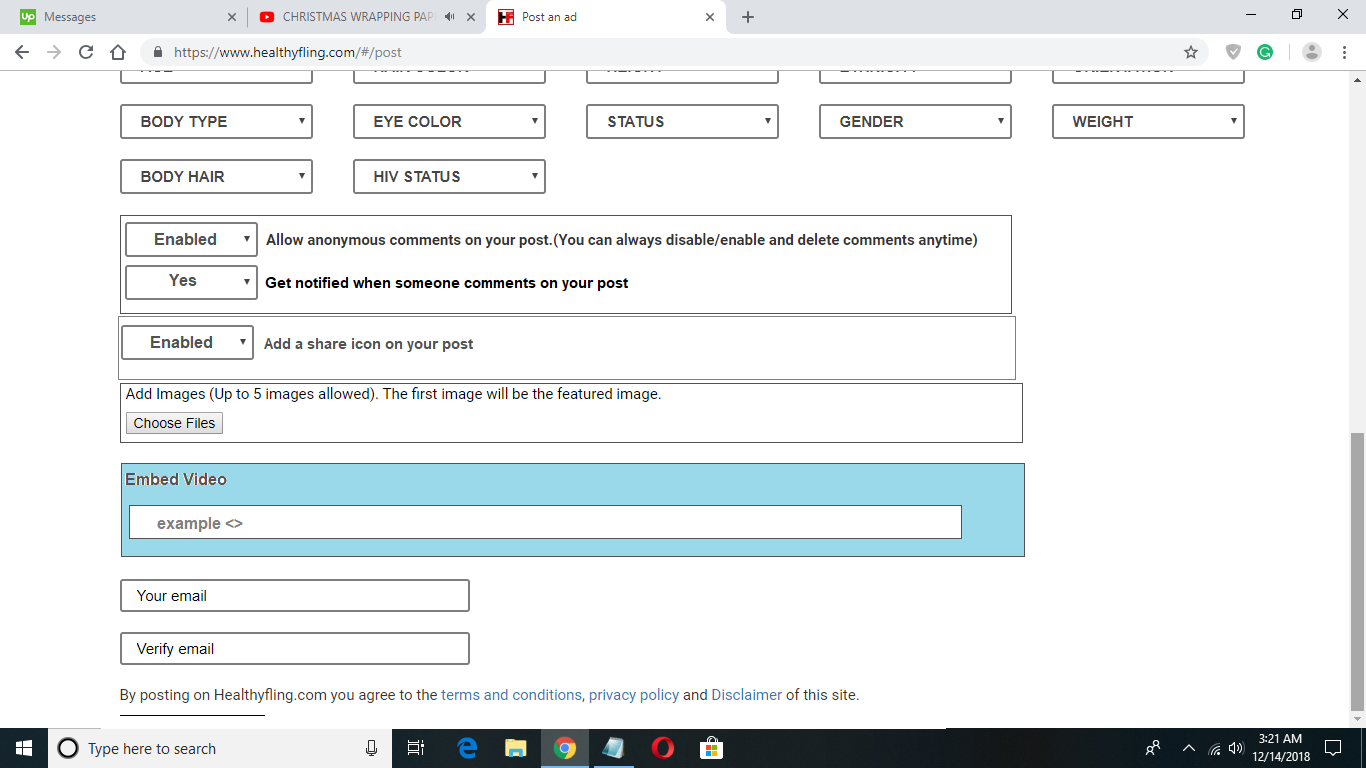 Messages
CHRISTMAS WRAPPING PAP
Post an ad
https://www.healthyfling.com/#/post
BODY TYPE
EYE COLOR
STATUS
GENDER
WEIGHT
BODY HAIR
HIV STATUS
Enabled
Allow anonymous comments on your post.(You can always disable/enable and delete comments anytime)
Yes
Get notified when someone comments on your post
Enabled
Add a share icon on your post
Add Images (Up to 5 images allowed). The first image will be the featured image.
Choose Files
Embed Video
example <>
Your email
Verify email
By posting on Healthyfling.com you agree to the terms and conditions, privacy policy and Disclaimer of this site.
Type here to search
3:21 AM
12/14/2018